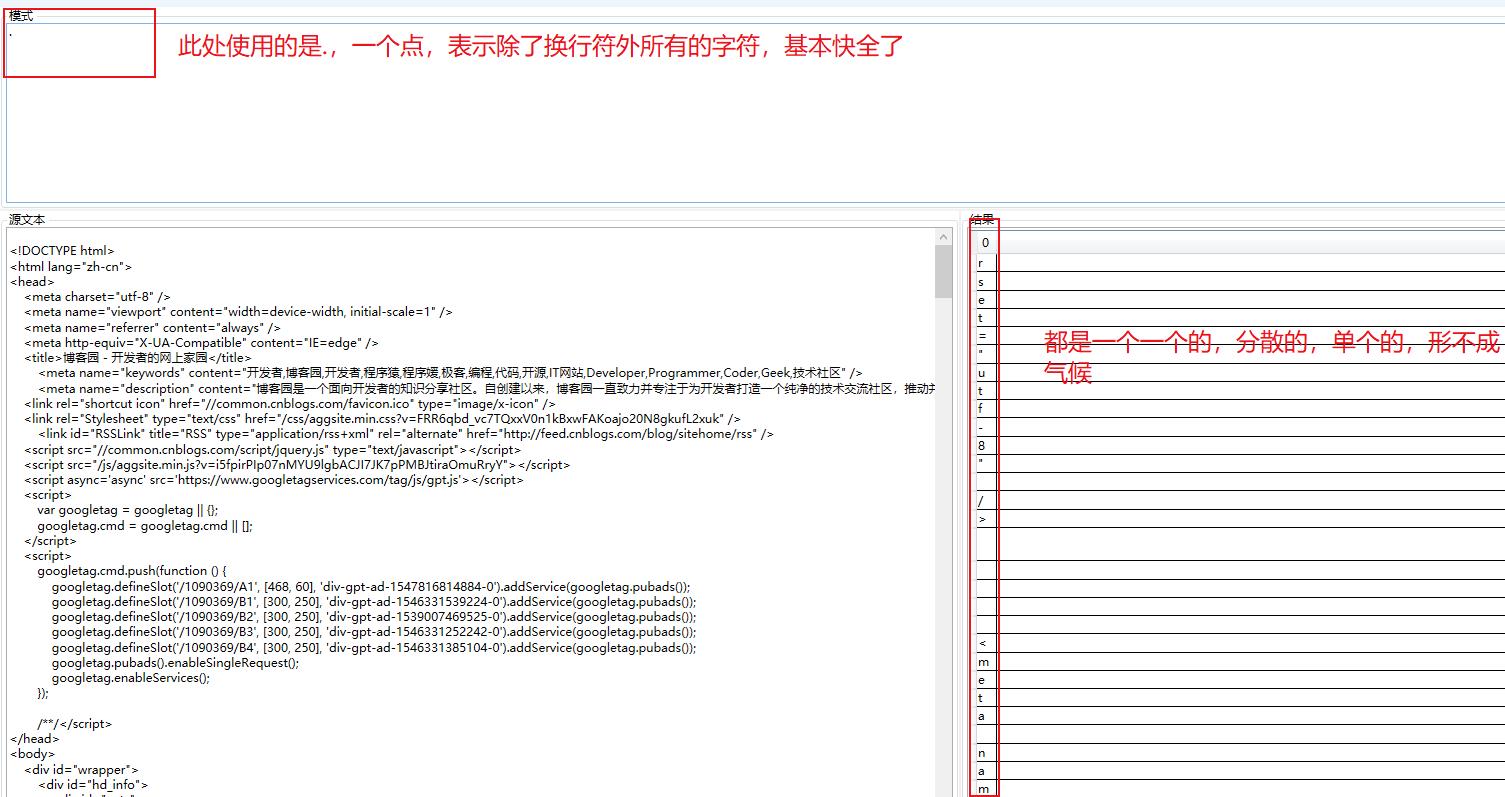 模式
.
此处使用的是.，一个点，表示除了换行符外所有的字符，基本快全了
源文本
<!DOCTYPE html>
<html lang="zh-cn">
<head>
<meta charset="utf-8" />
<meta name="viewport" content="width=device-width, initial-scale=1" />
<meta name="referrer" content="always" />
<meta http-equiv="X-UA-Compatible" content="IE=edge" />
<title>博客园 - 开发者的网上家园</title>
<meta name="keywords" content="开发者,博客园,开发者,程序猿,程序媛,极客,编程,代码,开源,IT网站,Developer,Programmer,Coder,Geek,技术社区" />
<meta name="description" content="博客园是一个面向开发者的知识分享社区。自创建以来，博客园一直致力并专注于为开发者打造一个纯净的技术交流社区，推动并
<link rel="shortcut icon" href="//common.cnblogs.com/favicon.ico" type="image/x-icon" />
<link rel="Stylesheet" type="text/css" href="/css/aggsite.min.css?v=FRR6qbd_vc7TQxxV0n1kBxwFAKoajo20N8gkufL2xuk" />
<link id="RSSLink" title="RSS" type="application/rss+xml" rel="alternate" href="http://feed.cnblogs.com/blog/sitehome/rss" />
<script src="//common.cnblogs.com/script/jquery.js" type="text/javascript"></script>
<script src="/js/aggsite.min.js?v=i5fpirPIp07nMYU9lgbACJI7JK7pPMBJtiraOmuRryY"></script>
<script async='async' src='https://www.googletagservices.com/tag/js/gpt.js'></script>
<script>
var googletag = googletag || {};
googletag.cmd = googletag.cmd || [];
</script>
<script>
googletag.cmd.push(function () {
googletag.defineSlot('/1090369/A1', [468, 60], 'div-gpt-ad-1547816814884-0').addService(googletag.pubads());
googletag.defineSlot('/1090369/B1', [300, 250], 'div-gpt-ad-1546331539224-0').addService(googletag.pubads());
googletag.defineSlot('/1090369/B2', [300, 250], 'div-gpt-ad-1539007469525-0').addService(googletag.pubads());
googletag.defineSlot('/1090369/B3', [300, 250], 'div-gpt-ad-1546331252242-0').addService(googletag.pubads());
googletag.defineSlot('/1090369/B4', [300, 250], 'div-gpt-ad-1546331385104-0').addService(googletag.pubads());
googletag.pubads().enableSingleRequest();
googletag.enableServices();
});
/**/</script>
</head>
<body>
<div id="wrapper">
<div id="hd_info">
结果
0
r
s
e
t
=
"
u
t
f
-
8
"
/
>
<
m
e
t
a
n
a
m
都是一个一个的，分散的，单个的，形不成
气候